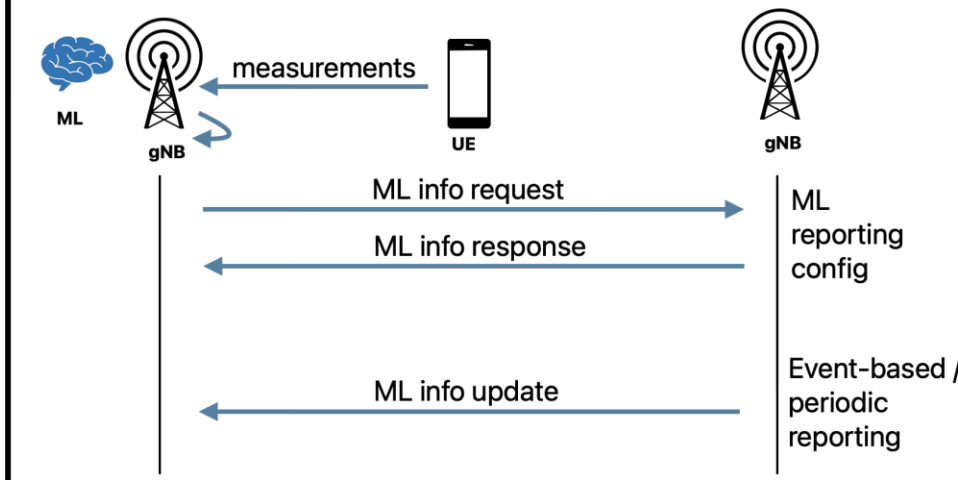 measurements
ML
gNB
UE
gNB
ML info request
ML info response
ML
reporting
config
ML info update
Event-based /
periodic
reporting